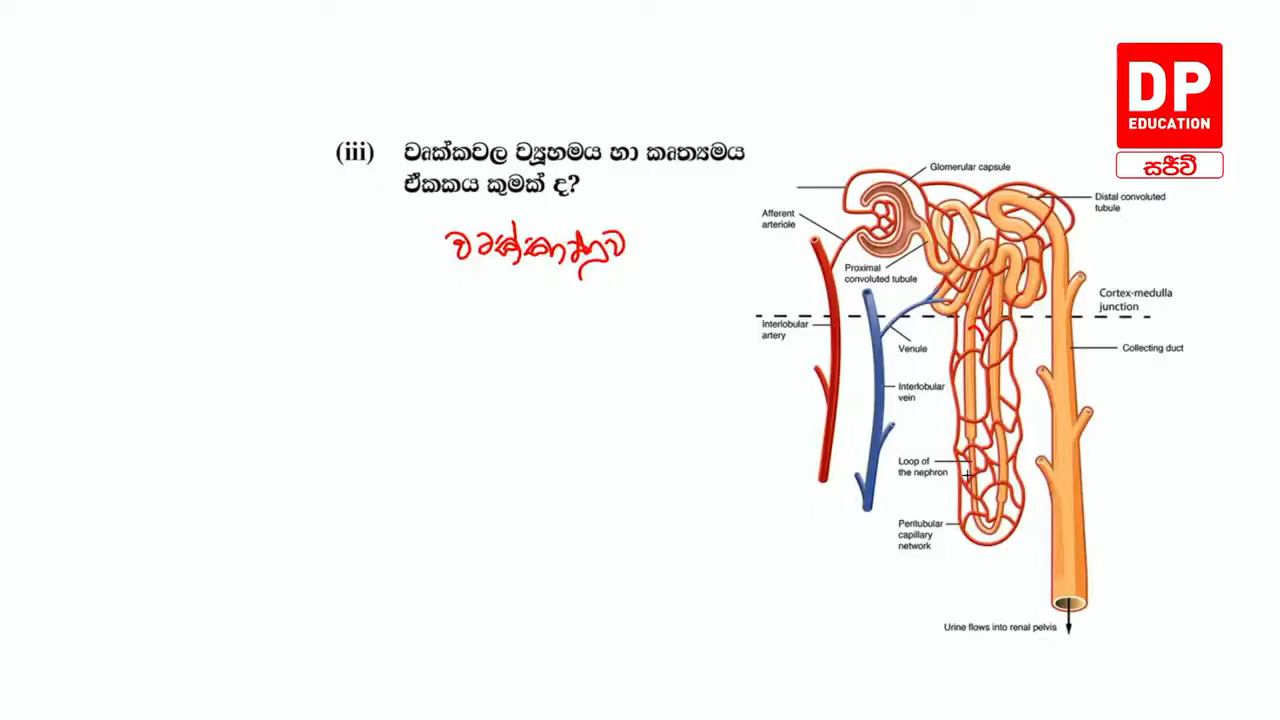 DP
EDUCATION
සජීවී
(iii) වෘක්කවල ව්‍යූහමය හා කෘත්‍යමය
ඒකකය කුමක් ද?
වෘක්කාණුව
Glomerular capsule
Distal convoluted
tubule
Afferent
arteriole
Proximal
convoluted tubule
Cortex-medulla
junction
Interlobular
artery
Venule
Collecting duct
Interlobular
vein
Loop of
the nephron
Peritubular
capillary
network
Urine flows into renal pelvis